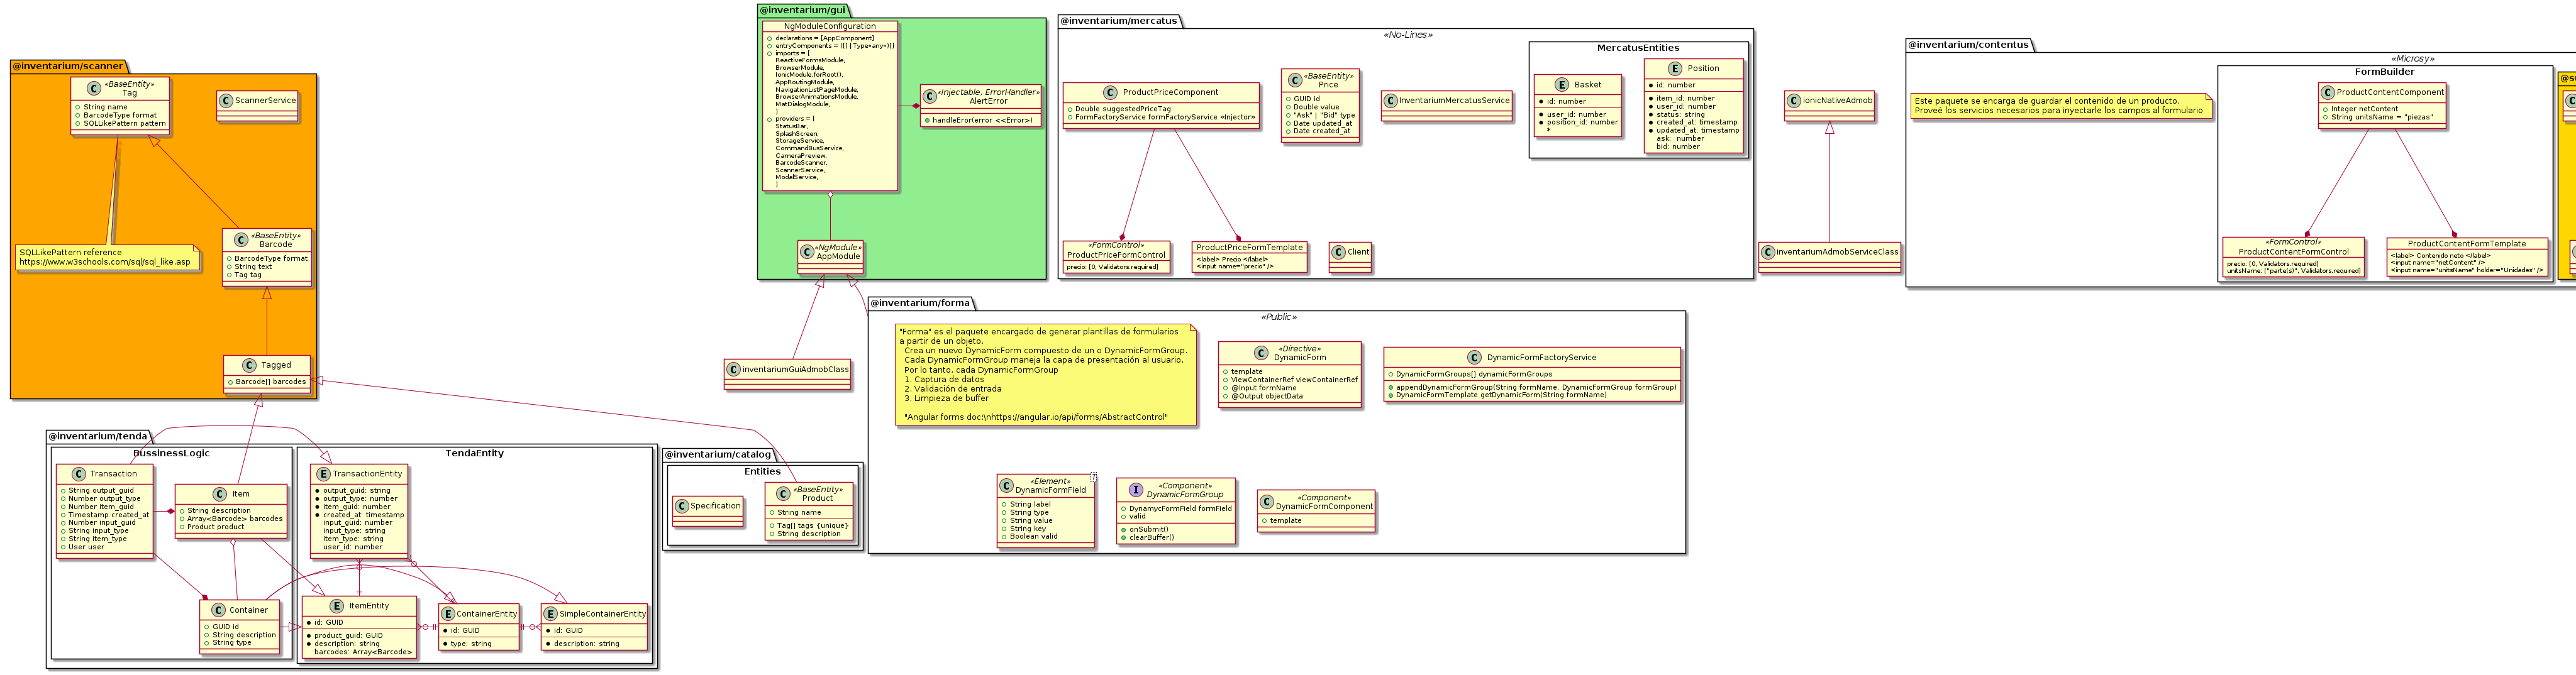 @inventarium/scanner
«BaseEntity»
Tag
String name
BarcodeType format
SQLLikePattern pattern
ScannerService
SQLLikePattern reference
https://www.w3schools.com/sql/sql_like.asp
«BaseEntity»
Barcode
BarcodeType format
String text
Tag tag
Tagged
Barcode[] barcodes
@inventarium/gui
NgModuleConfiguration
declarations = [AppComponent]
entryComponents = ([] | Type<any>)[]
imports = [
ReactiveFormsModule,
BrowserModule,
IonicModule.forRoot(),
AppRoutingModule,
NavigationListPageModule,
BrowserAnimationsModule,
MatDialogModule,
]
providers = [
StatusBar,
SplashScreen,
StorageService,
CommandBusService,
CameraPreview,
BarcodeScanner,
ScannerService,
ModalService,
]
«Injectable, ErrorHandler»
AlertError
handleError(error <<Error>)
«NgModule»
AppModule
inventariumGuiAdmobClass
@inventarium/mercatus
«No-Lines»
ProductPriceComponent
Double suggestedPriceTag
FormFactoryService formFactoryService «Injector»
«BaseEntity»
Price
GUID id
Double value
"Ask" | "Bid" type
Date updated_at
Date created_at
InventariumMercatusService
MercatusEntities
Basket
id: number
user_id: number
position_id: number
*
Position
id: number
item_id: number
user_id: number
status: string
created_at: timestamp
updated_at: timestamp
ask:  number
bid: number
«FormControl»
ProductPriceFormControl
precio: [0, Validators.required]
ProductPriceFormTemplate
<label> Precio </label>
<input name="precio" />
Client
ionicNativeAdmob
inventariumAdmobServiceClass
@inventarium/contentus
«Microsy»
Este paquete se encarga de guardar el contenido de un producto.
Proveé los servicios necesarios para inyectarle los campos al formulario
FormBuilder
ProductContentComponent
Integer netContent
String unitsName = "piezas"
«FormControl»
ProductContentFormControl
precio: [0, Validators.required]
unitsName: ["parte(s)", Validators.required]
ProductContentFormTemplate
<label> Contenido neto </label>
<input name="netContent" />
<input name="unitsName" holder="Unidades" />
@inventarium/forma
«Public»
"Forma" es el paquete encargado de generar plantillas de formularios
a partir de un objeto.
Crea un nuevo DynamicForm compuesto de un o DynamicFormGroup.
Cada DynamicFormGroup maneja la capa de presentación al usuario.
Por lo tanto, cada DynamicFormGroup
1. Captura de datos
2. Validación de entrada
3. Limpieza de buffer
"Angular forms doc:\nhttps://angular.io/api/forms/AbstractControl"
«Directive»
DynamicForm
template
ViewContainerRef viewContainerRef
@Input formName
@Output objectData
DynamicFormFactoryService
DynamicFormGroups[] dynamicFormGroups
appendDynamicFormGroup(String formName, DynamicFormGroup formGroup)
DynamicFormTemplate getDynamicForm(String formName)
«Element»
DynamicFormField
String label
String type
String value
String key
Boolean valid
«Component»
DynamicFormGroup
DynamycFormField formField
valid
onSubmit()
clearBuffer()
«Component»
DynamicFormComponent
template
@inventarium/tenda
BussinessLogic
Transaction
String output_guid
Number output_type
Number item_guid
Timestamp created_at
Number input_guid
String input_type
String item_type
User user
Item
String description
Array<Barcode> barcodes
Product product
Container
GUID id
String description
String type
TendaEntity
TransactionEntity
output_guid: string
output_type: number
item_guid: number
created_at: timestamp
input_guid: number
input_type: string
item_type: string
user_id: number
ItemEntity
id: GUID
product_guid: GUID
description: string
barcodes: Array<Barcode>
ContainerEntity
id: GUID
type: string
SimpleContainerEntity
id: GUID
description: string
@inventarium/catalog
Entities
Specification
«BaseEntity»
Product
String name
Tag[] tags {unique}
String description